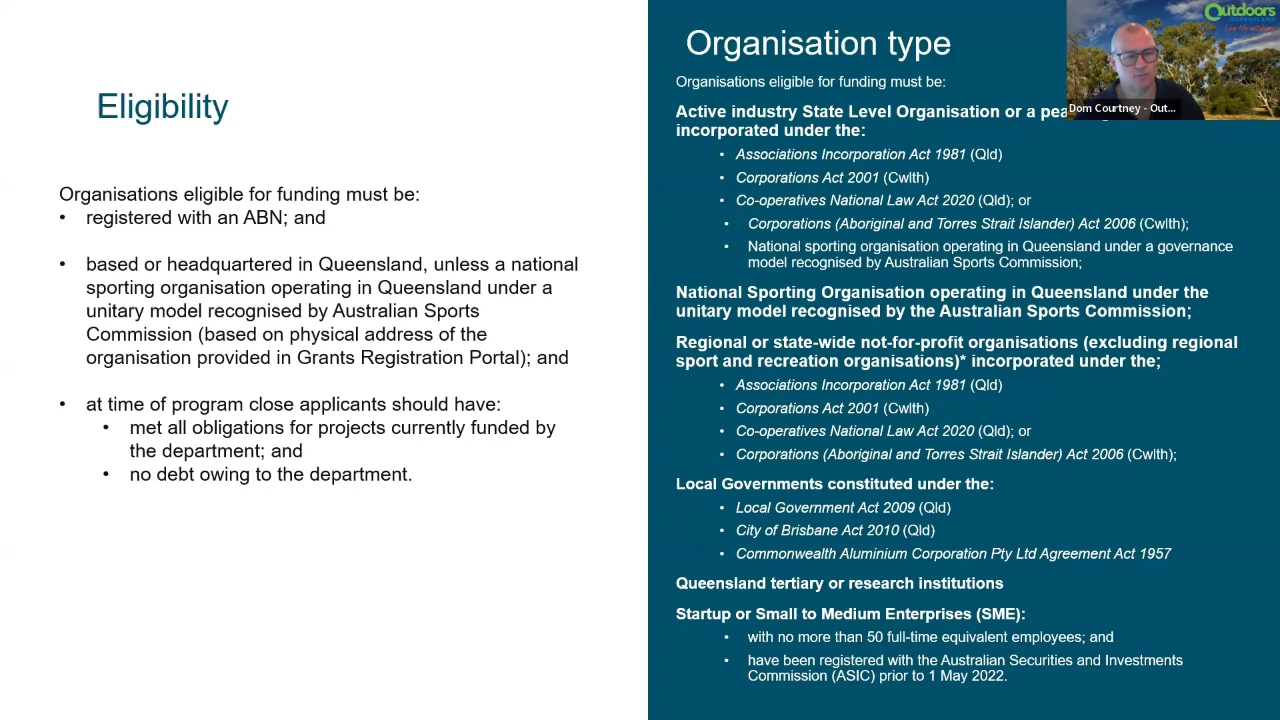 Eligibility
Organisations eligible for funding must be:
• registered with an ABN; and
• based or headquartered in Queensland, unless a national
sporting organisation operating in Queensland under a
unitary model recognised by Australian Sports
Commission (based on physical address of the
organisation provided in Grants Registration Portal); and
• at time of program close applicants should have:
• met all obligations for projects currently funded by
the department; and
• no debt owing to the department.
Organisation type
Organisations eligible for funding must be:
Active industry State Level Organisation or a
incorporated under the:
• Associations Incorporation Act 1981 (Qld)
• Corporations Act 2001 (Cwlth)
• Co-operatives National Law Act 2020 (Qld); or
• Corporations (Aboriginal and Torres Strait Islander) Act 2006 (Cwlth);
• National sporting organisation operating in Queensland under a governance
model recognised by Australian Sports Commission;
National Sporting Organisation operating in Queensland under the
unitary model recognised by the Australian Sports Commission;
Regional or state-wide not-for-profit organisations (excluding regional
sport and recreation organisations)* incorporated under the;
• Associations Incorporation Act 1981 (Qld)
• Corporations Act 2001 (Cwlth)
• Co-operatives National Law Act 2020 (Qld); or
• Corporations (Aboriginal and Torres Strait Islander) Act 2006 (Cwlth);
Local Governments constituted under the:
• Local Government Act 2009 (Qld)
• City of Brisbane Act 2010 (Qld)
• Commonwealth Aluminium Corporation Pty Ltd Agreement Act 1957
Queensland tertiary or research institutions
Startup or Small to Medium Enterprises (SME):
• with no more than 50 full-time equivalent employees; and
• have been registered with the Australian Securities and Investments
Commission (ASIC) prior to 1 May 2022.
Outdoors
QUEENSLAND
Dom Courtney - Out...